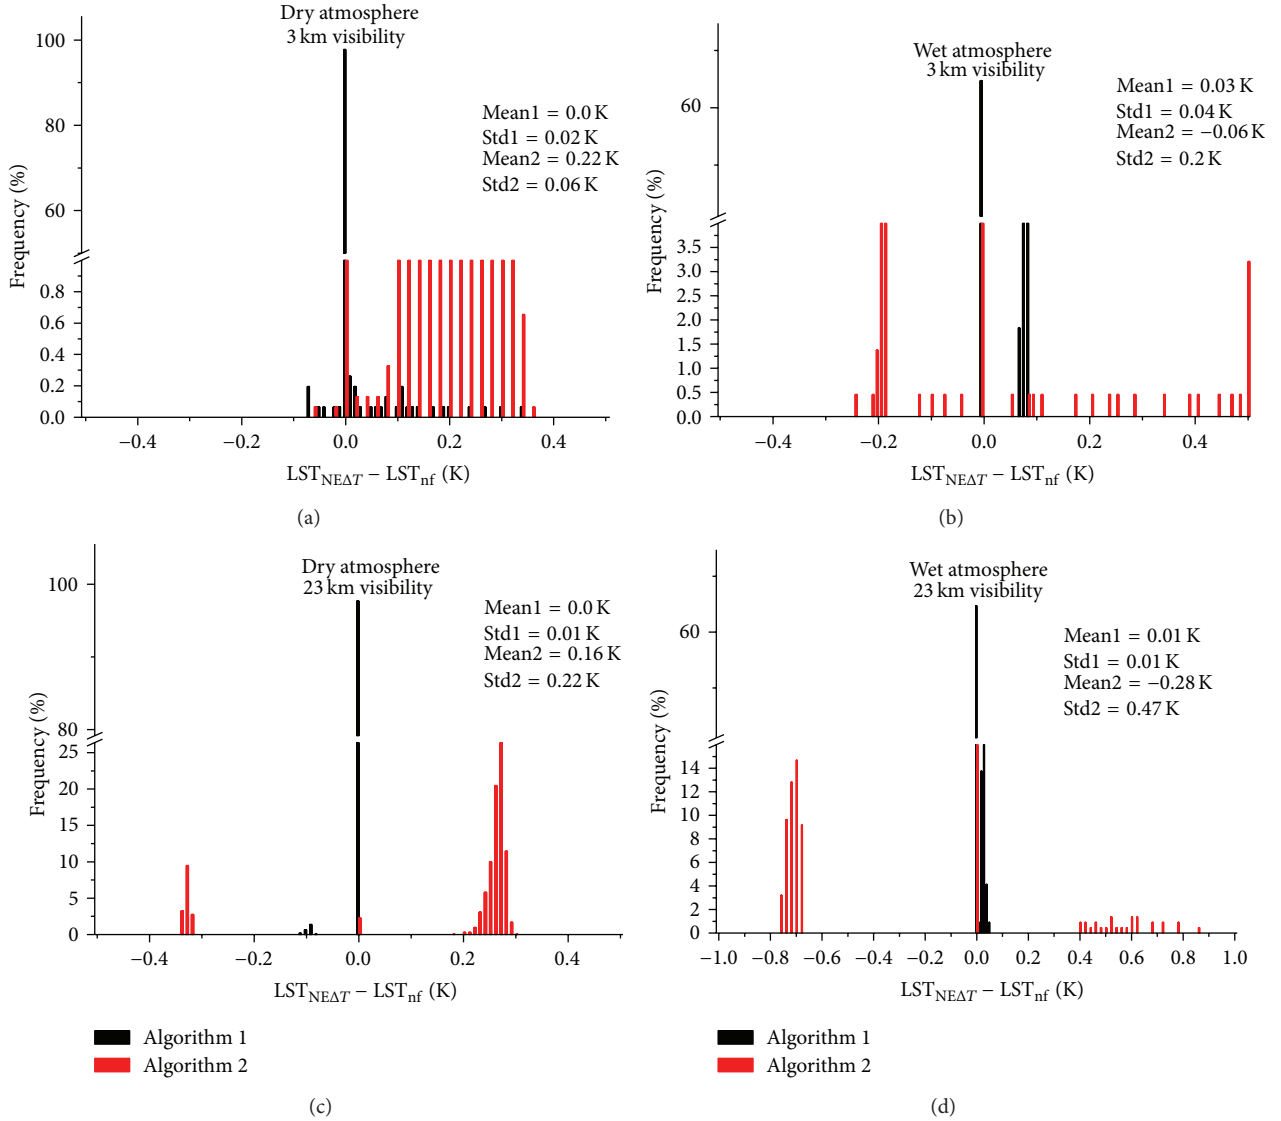 Dry atmosphere
3 km visibility
Mean1 = 0.0 K
Std1 = 0.02 K
Mean2 = 0.22 K
Std2 = 0.06 K
Frequency (%)
100
80
60
0.8
0.6
0.4
0.2
0.0
−0.4 −0.2 0.0 0.2 0.4
LSTNEΔT − LSTnf (K)
(a)
Wet atmosphere
3 km visibility
Mean1 = 0.03 K
Std1 = 0.04 K
Mean2 = −0.06 K
Std2 = 0.2 K
Frequency (%)
60
3.5
3.0
2.5
2.0
1.5
1.0
0.5
0.0
−0.4 −0.2 0.0 0.2 0.4
LSTNEΔT − LSTnf (K)
(b)
Dry atmosphere
23 km visibility
Mean1 = 0.0 K
Std1 = 0.01 K
Mean2 = 0.16 K
Std2 = 0.22 K
Frequency (%)
100
80
25
20
15
10
5
0
−0.4 −0.2 0.0 0.2 0.4
LSTNEΔT − LSTnf (K)
Algorithm 1
Algorithm 2
(c)
Wet atmosphere
23 km visibility
Mean1 = 0.01 K
Std1 = 0.01 K
Mean2 = −0.28 K
Std2 = 0.47 K
Frequency (%)
60
14
12
10
8
6
4
2
0
−1.0 −0.8 −0.6 −0.4 −0.2 0.0 0.2 0.4 0.6 0.8 1.0
LSTNEΔT − LSTnf (K)
Algorithm 1
Algorithm 2
(d)